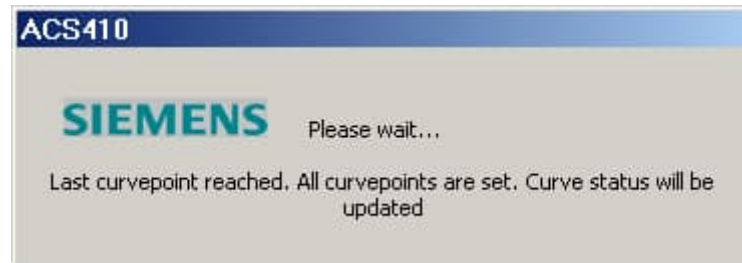 ACS410
SIEMENS Please wait...
Last curvepoint reached. All curvepoints are set. Curve status will be
updated